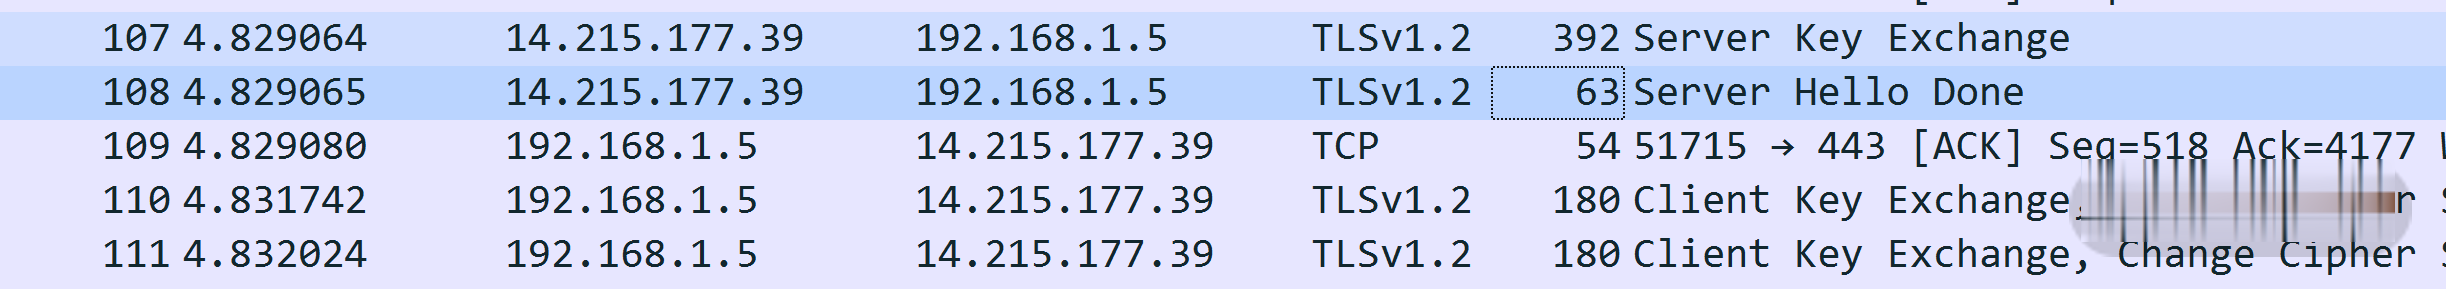 107 4.829064 14.215.177.39 192.168.1.5 TLSv1.2 392 Server Key Exchange
108 4.829065 14.215.177.39 192.168.1.5 TLSv1.2 63 Server Hello Done
109 4.829080 192.168.1.5 14.215.177.39 TCP 54 51715 → 443 [ACK] Seq=518 Ack=4177
110 4.831742 192.168.1.5 14.215.177.39 TLSv1.2 180 Client Key Exchange,
111 4.832024 192.168.1.5 14.215.177.39 TLSv1.2 180 Client Key Exchange, Change Cipher